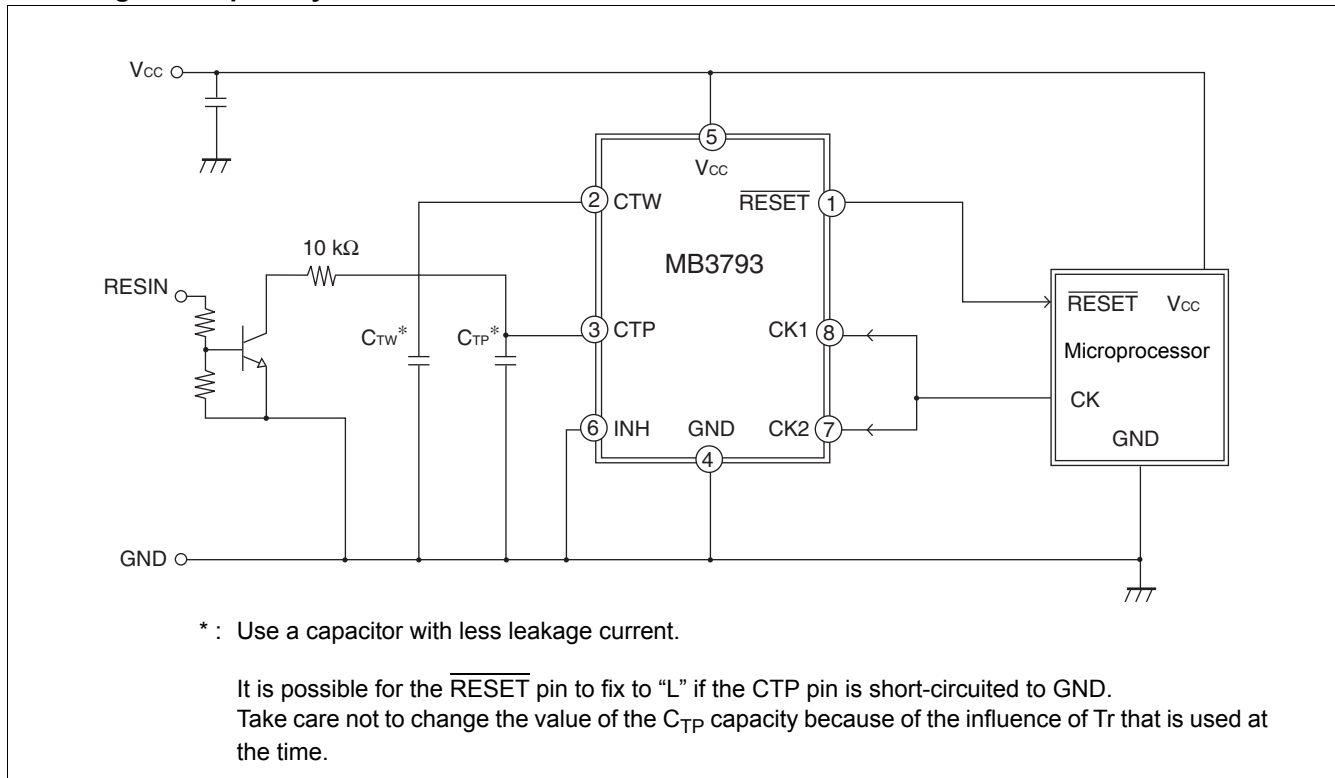 Vcc
5
Vcc
2 CTW
RESET 1
10 kΩ
MB3793
RESIN
RESET Vcc
CTW*
CTP*
3 CTP
CK1 8
Microprocessor
CK
6 INH
GND
CK2 7
GND
4
GND
* : Use a capacitor with less leakage current.
It is possible for the RESET pin to fix to “L” if the CTP pin is short-circuited to GND.
Take care not to change the value of the CTP capacity because of the influence of Tr that is used at
the time.